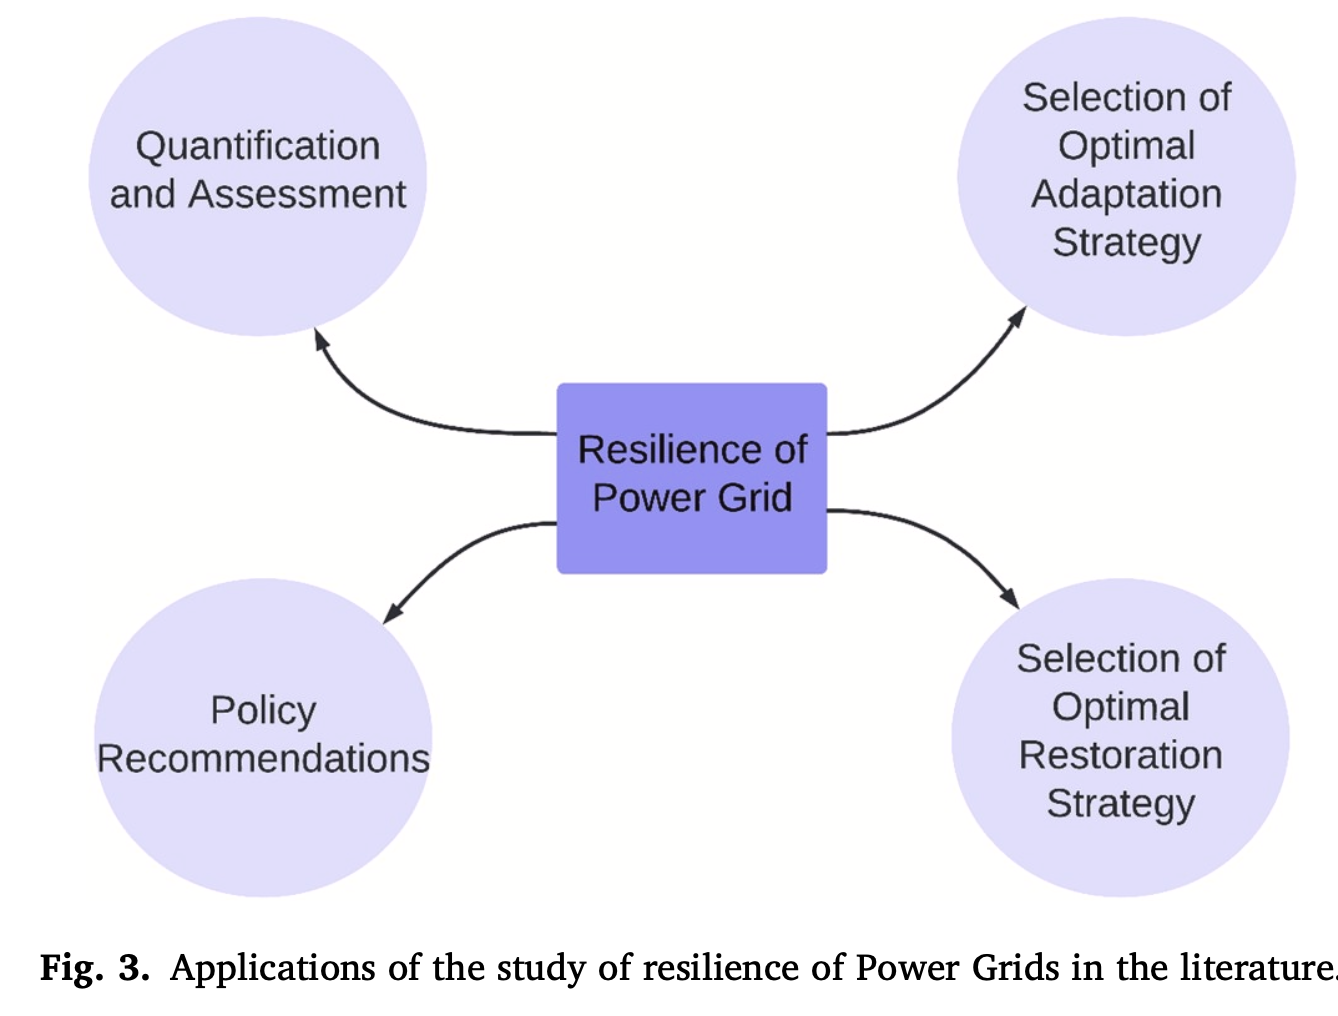 Quantification
and Assessment
Selection of
Optimal
Adaptation
Strategy
Resilience of
Power Grid
Policy
Recommendations
Selection of
Optimal
Restoration
Strategy
Fig. 3. Applications of the study of resilience of Power Grids in the literature.